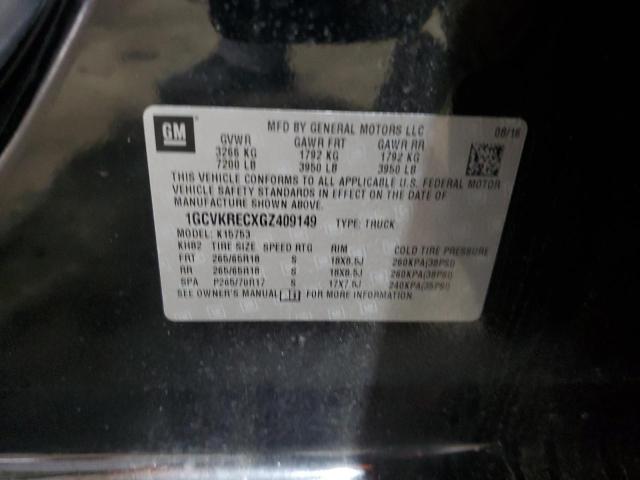 GM
MFD BY GENERAL MOTORS LLC 08/16
GVWR GAWR FRT GAWR RR
3266 KG 1792 KG 1792 KG
7200 LB 3950 LB 3950 LB
THIS VEHICLE CONFORMS TO ALL APPLICABLE U.S. FEDERAL MOTOR
VEHICLE SAFETY STANDARDS IN EFFECT ON THE DATE OF
MANUFACTURE SHOWN ABOVE.
1GCVKRECXGZ409149 TYPE: TRUCK
MODEL: K15753
KHB2 TIRE SIZE SPEED RTG RIM COLD TIRE PRESSURE
FRT 265/65R18 S 18X8.5J 260KPA(38PSI)
RR 265/65R18 S 18X8.5J 260KPA(38PSI)
SPA P265/70R17 S 17X7.5J 240KPA(35PSI)
SEE OWNER'S MANUAL FOR MORE INFORMATION.